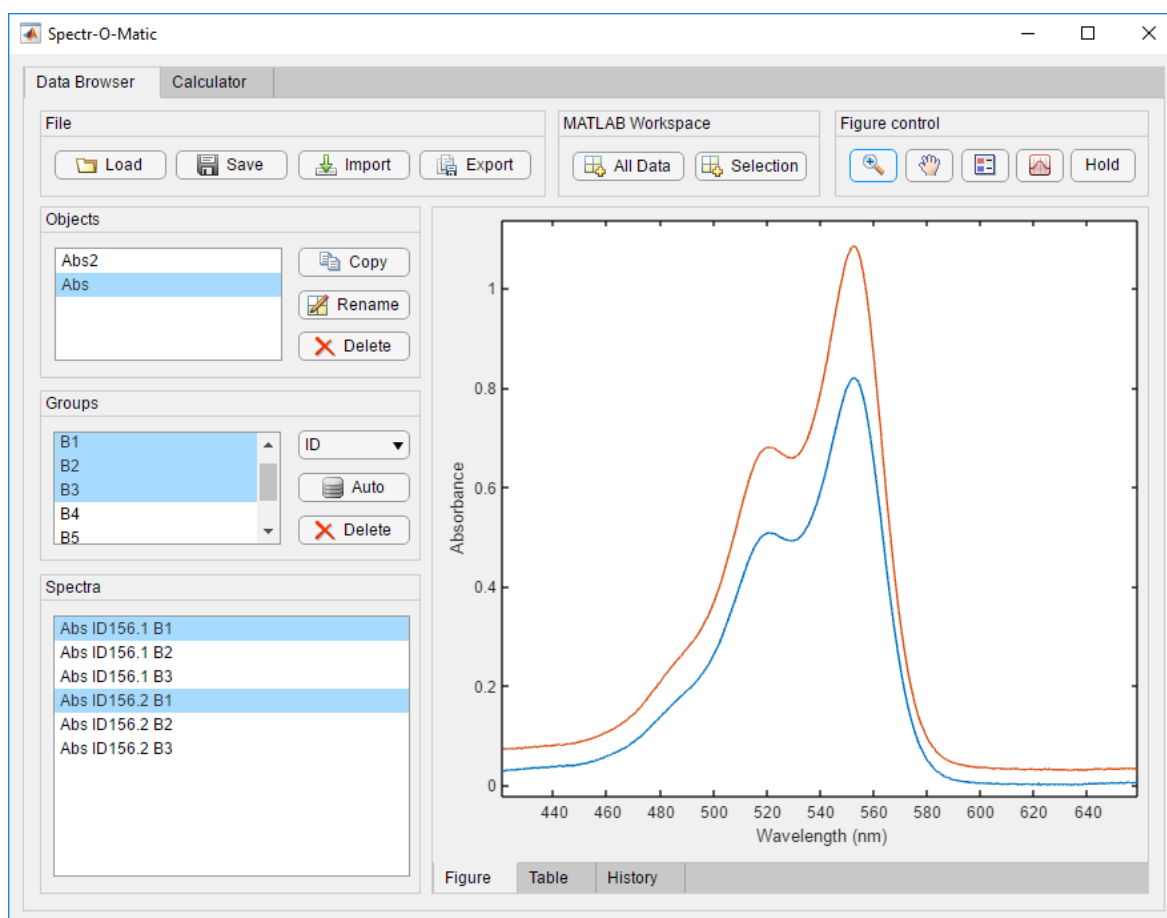 Spectr-O-Matic
Data Browser Calculator
File
Load Save Import Export
MATLAB Workspace
All Data Selection
Figure control
Hold
Objects
Abs2
Abs
Copy
Rename
Delete
Groups
B1
B2
B3
B4
B5
ID
Auto
Delete
Spectra
Abs ID156.1 B1
Abs ID156.1 B2
Abs ID156.1 B3
Abs ID156.2 B1
Abs ID156.2 B2
Abs ID156.2 B3
Absorbance
1
0.8
0.6
0.4
0.2
0
440 460 480 500 520 540 560 580 600 620 640
Wavelength (nm)
Figure Table History